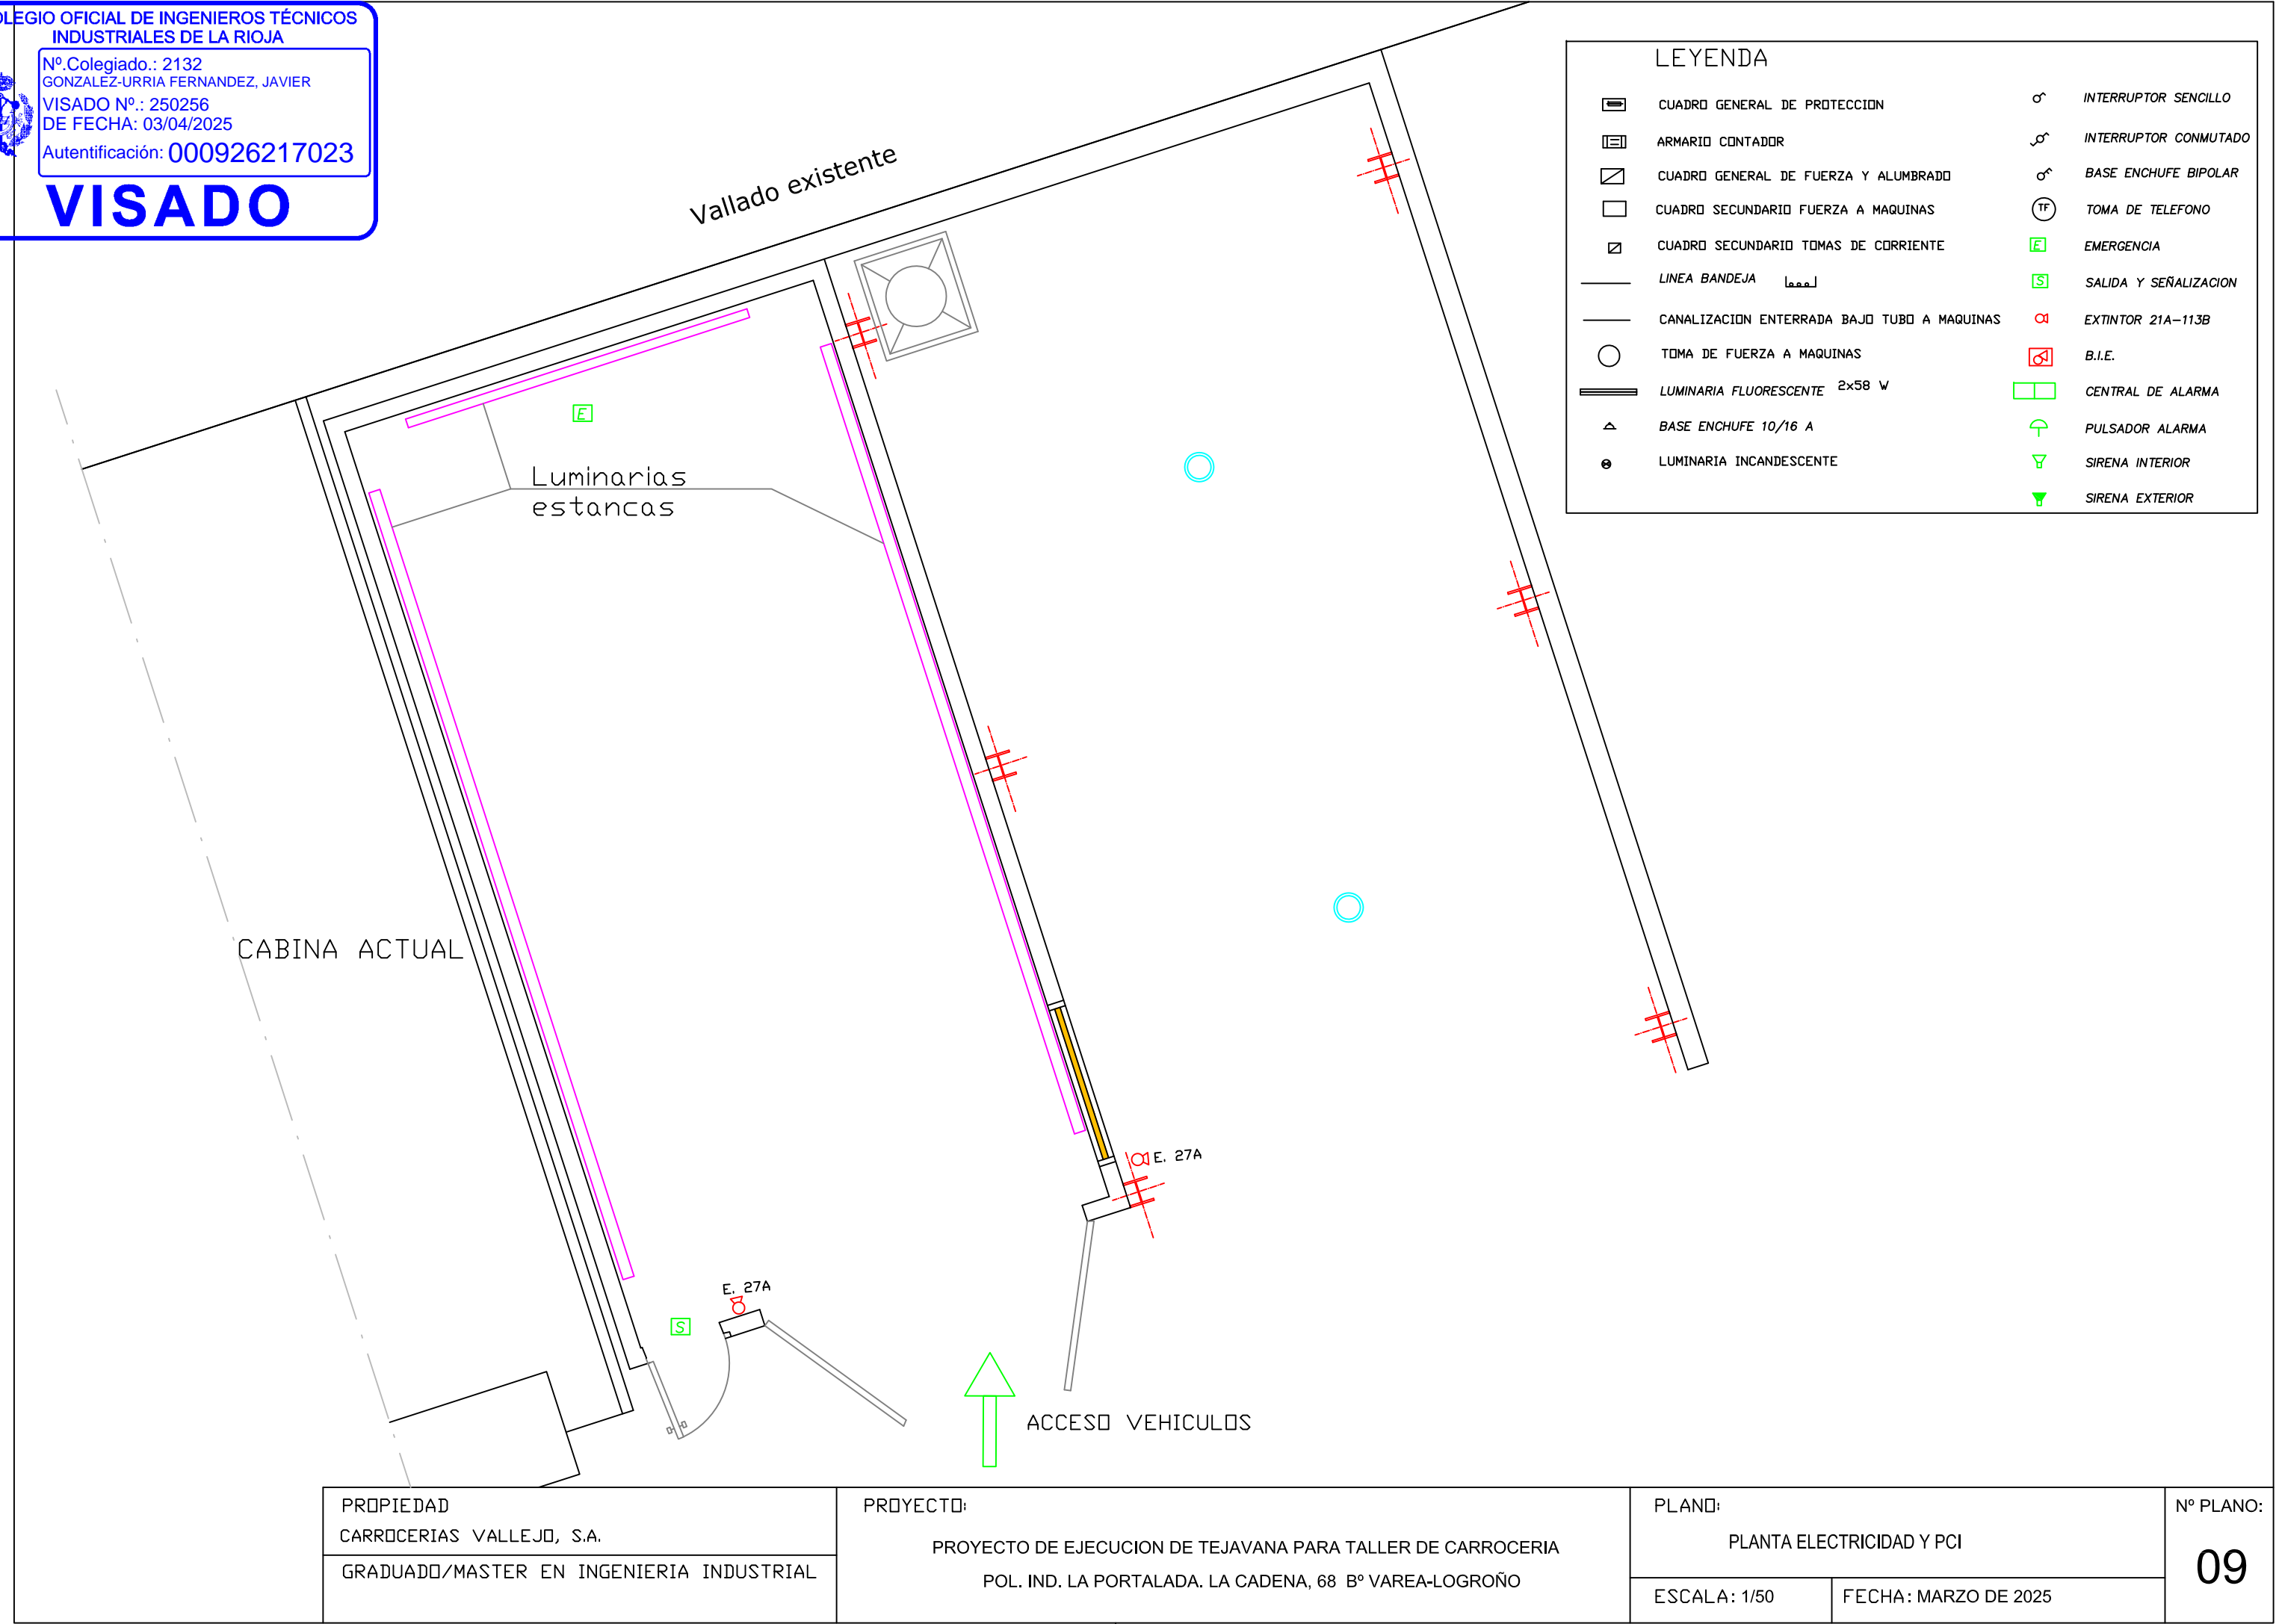 COLEGIO OFICIAL DE INGENIEROS TÉCNICOS
INDUSTRIALES DE LA RIOJA
Nº.Colegiado.: 2132
GONZALEZ-URRIA FERNANDEZ, JAVIER
VISADO Nº.: 250256
DE FECHA: 03/04/2025
Autentificación: 000926217023
VISADO
Vallado existente
LEYENDA
CUADRO GENERAL DE PROTECCION
ARMARIO CONTADOR
CUADRO GENERAL DE FUERZA Y ALUMBRADO
CUADRO SECUNDARIO FUERZA A MAQUINAS
CUADRO SECUNDARIO TOMAS DE CORRIENTE
LINEA BANDEJA
CANALIZACION ENTERRADA BAJO TUBO A MAQUINAS
TOMA DE FUERZA A MAQUINAS
LUMINARIA FLUORESCENTE 2x58 W
BASE ENCHUFE 10/16 A
LUMINARIA INCANDESCENTE
INTERRUPTOR SENCILLO
INTERRUPTOR CONMUTADO
BASE ENCHUFE BIPOLAR
TF TOMA DE TELEFONO
E EMERGENCIA
S SALIDA Y SEÑALIZACION
EXTINTOR 21A-113B
B.I.E.
CENTRAL DE ALARMA
PULSADOR ALARMA
SIRENA INTERIOR
SIRENA EXTERIOR
E
Luminarias
estancas
CABINA ACTUAL
E. 27A
E. 27A
S
ACCESO VEHICULOS
PROPIEDAD
CARROCERIAS VALLEJO, S.A.
GRADUADO/MASTER EN INGENIERIA INDUSTRIAL
PROYECTO:
PROYECTO DE EJECUCION DE TEJAVANA PARA TALLER DE CARROCERIA
POL. IND. LA PORTALADA. LA CADENA, 68 Bº VAREA-LOGROÑO
PLANO:
PLANTA ELECTRICIDAD Y PCI
ESCALA: 1/50
FECHA: MARZO DE 2025
Nº PLANO:
09